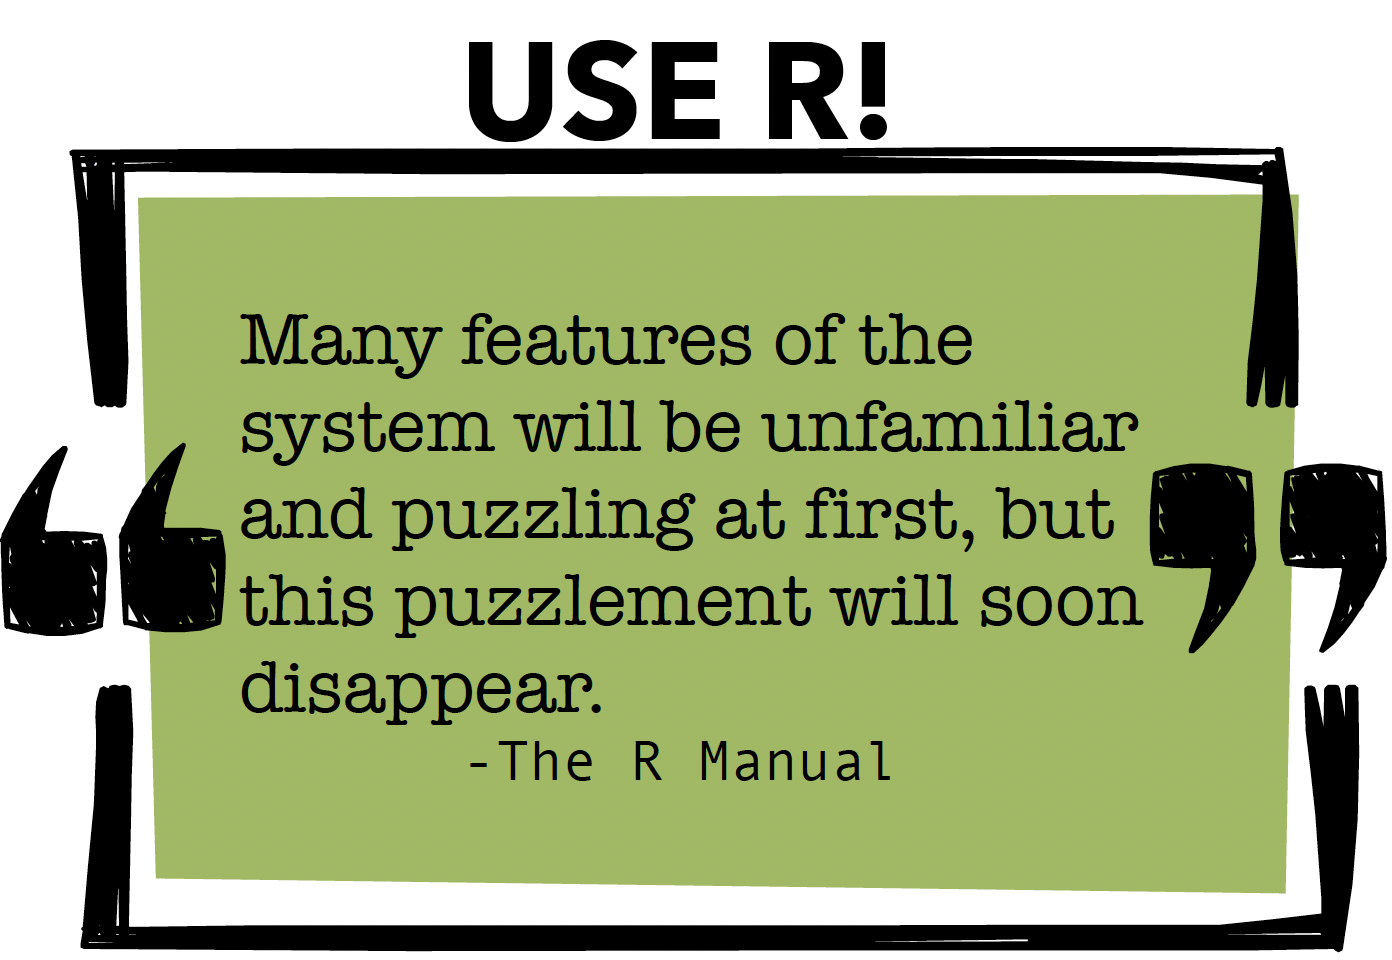 USE R!
Many features of the
system will be unfamiliar
and puzzling at first, but
this puzzlement will soon
disappear.
-The R Manual